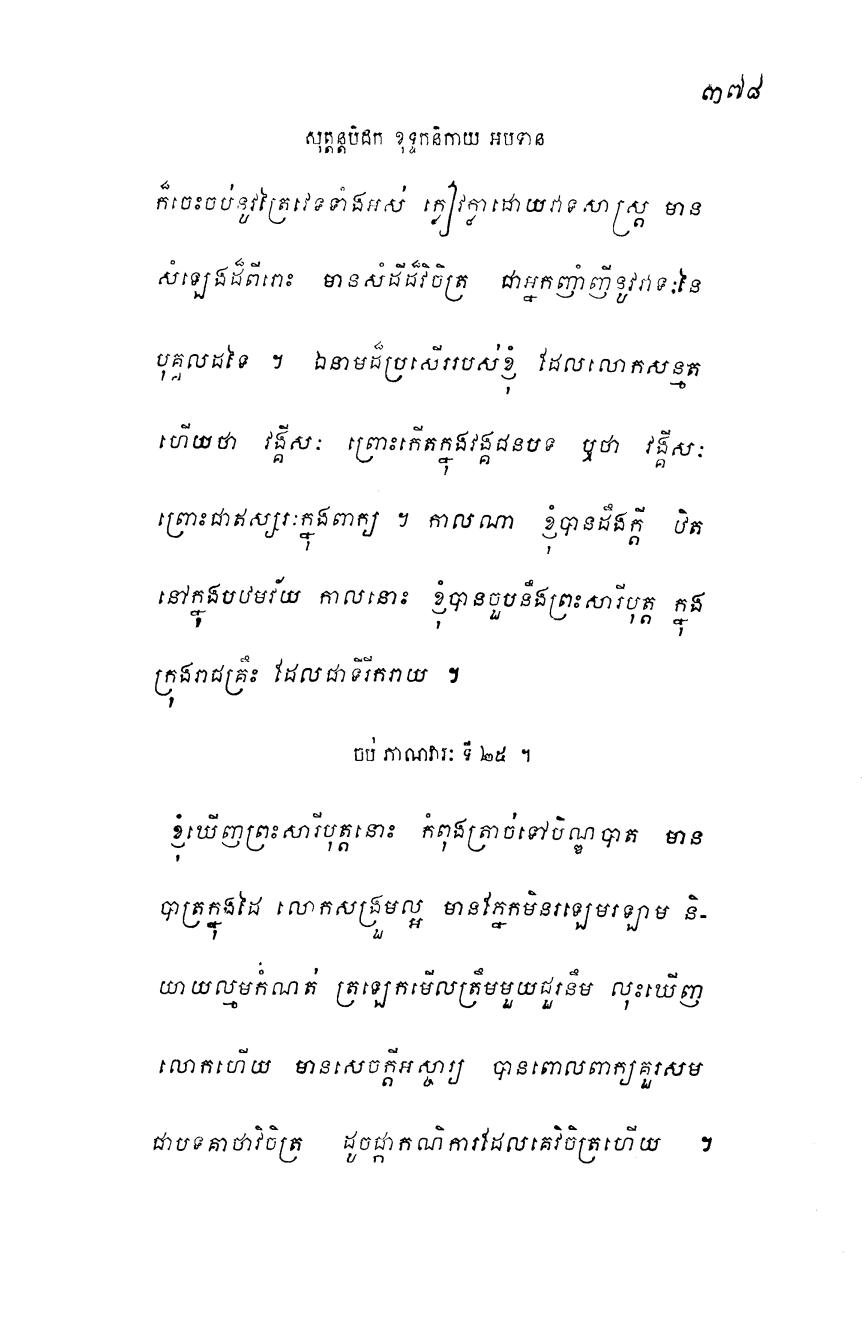 ៣៧៨
សុត្តន្តបិដក ខុទ្ទកនិកាយ អបទាន
ក៏ចេះចប់នូវត្រៃវេទទាំងអស់ ក្លៀវក្លាដោយវាទសាស្ត្រ មាន
សំឡេងដ៏ពីរោះ មានសំដីដ៏វិចិត្រ ជាអ្នកញាំញីនូវវាទៈនៃ
បុគ្គលដទៃ ។ ឯនាមដ៏ប្រសើររបស់ខ្ញុំ ដែលលោកសន្មត
ហើយថា វង្គីសៈ ព្រោះកើតក្នុងវង្គជនបទ ឬថា វង្គីសៈ
ព្រោះជាឥស្សរៈក្នុងពាក្យ ។ កាលណា ខ្ញុំបានដឹងក្តី ឋិត
នៅក្នុងបឋមវ័យ កាលនោះ ខ្ញុំបានចួបនឹងព្រះសារីបុត្ត ក្នុង
ក្រុងរាជគ្រឹះ ដែលជាទីរីករាយ ។
ចប់ ភាណវារៈ ទី ២៥ ។
ខ្ញុំឃើញព្រះសារីបុត្តនោះ កំពុងត្រាច់ទៅបិណ្ឌបាត មាន
បាត្រក្នុងដៃ លោកសង្រួមល្អ មានភ្នែកមិនរឡេមរឡាម និ-
យាយល្មមកំណត់ ត្រឡេកមើលត្រឹមមួយជួរនឹម លុះឃើញ
លោកហើយ មានសេចក្តីអស្ចារ្យ បានពោលពាក្យគួរសម
ជាបទគាថាវិចិត្រ ដូចផ្កាកណិការដែលគេវិចិត្រហើយ ។